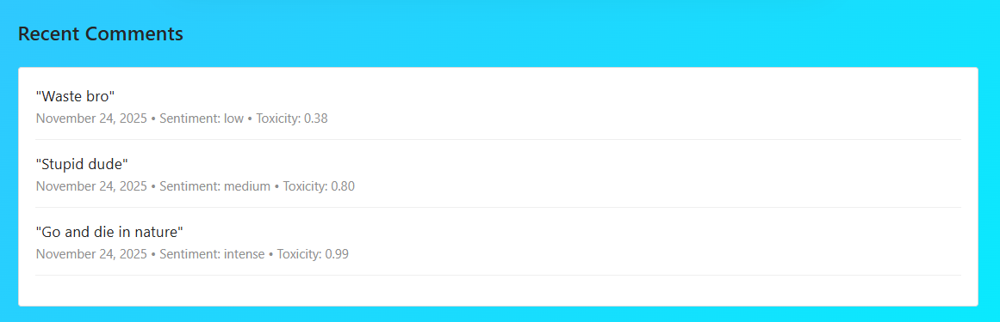 Recent Comments
"Waste bro"
November 24, 2025 • Sentiment: low • Toxicity: 0.38
"Stupid dude"
November 24, 2025 • Sentiment: medium • Toxicity: 0.80
"Go and die in nature"
November 24, 2025 • Sentiment: intense • Toxicity: 0.99